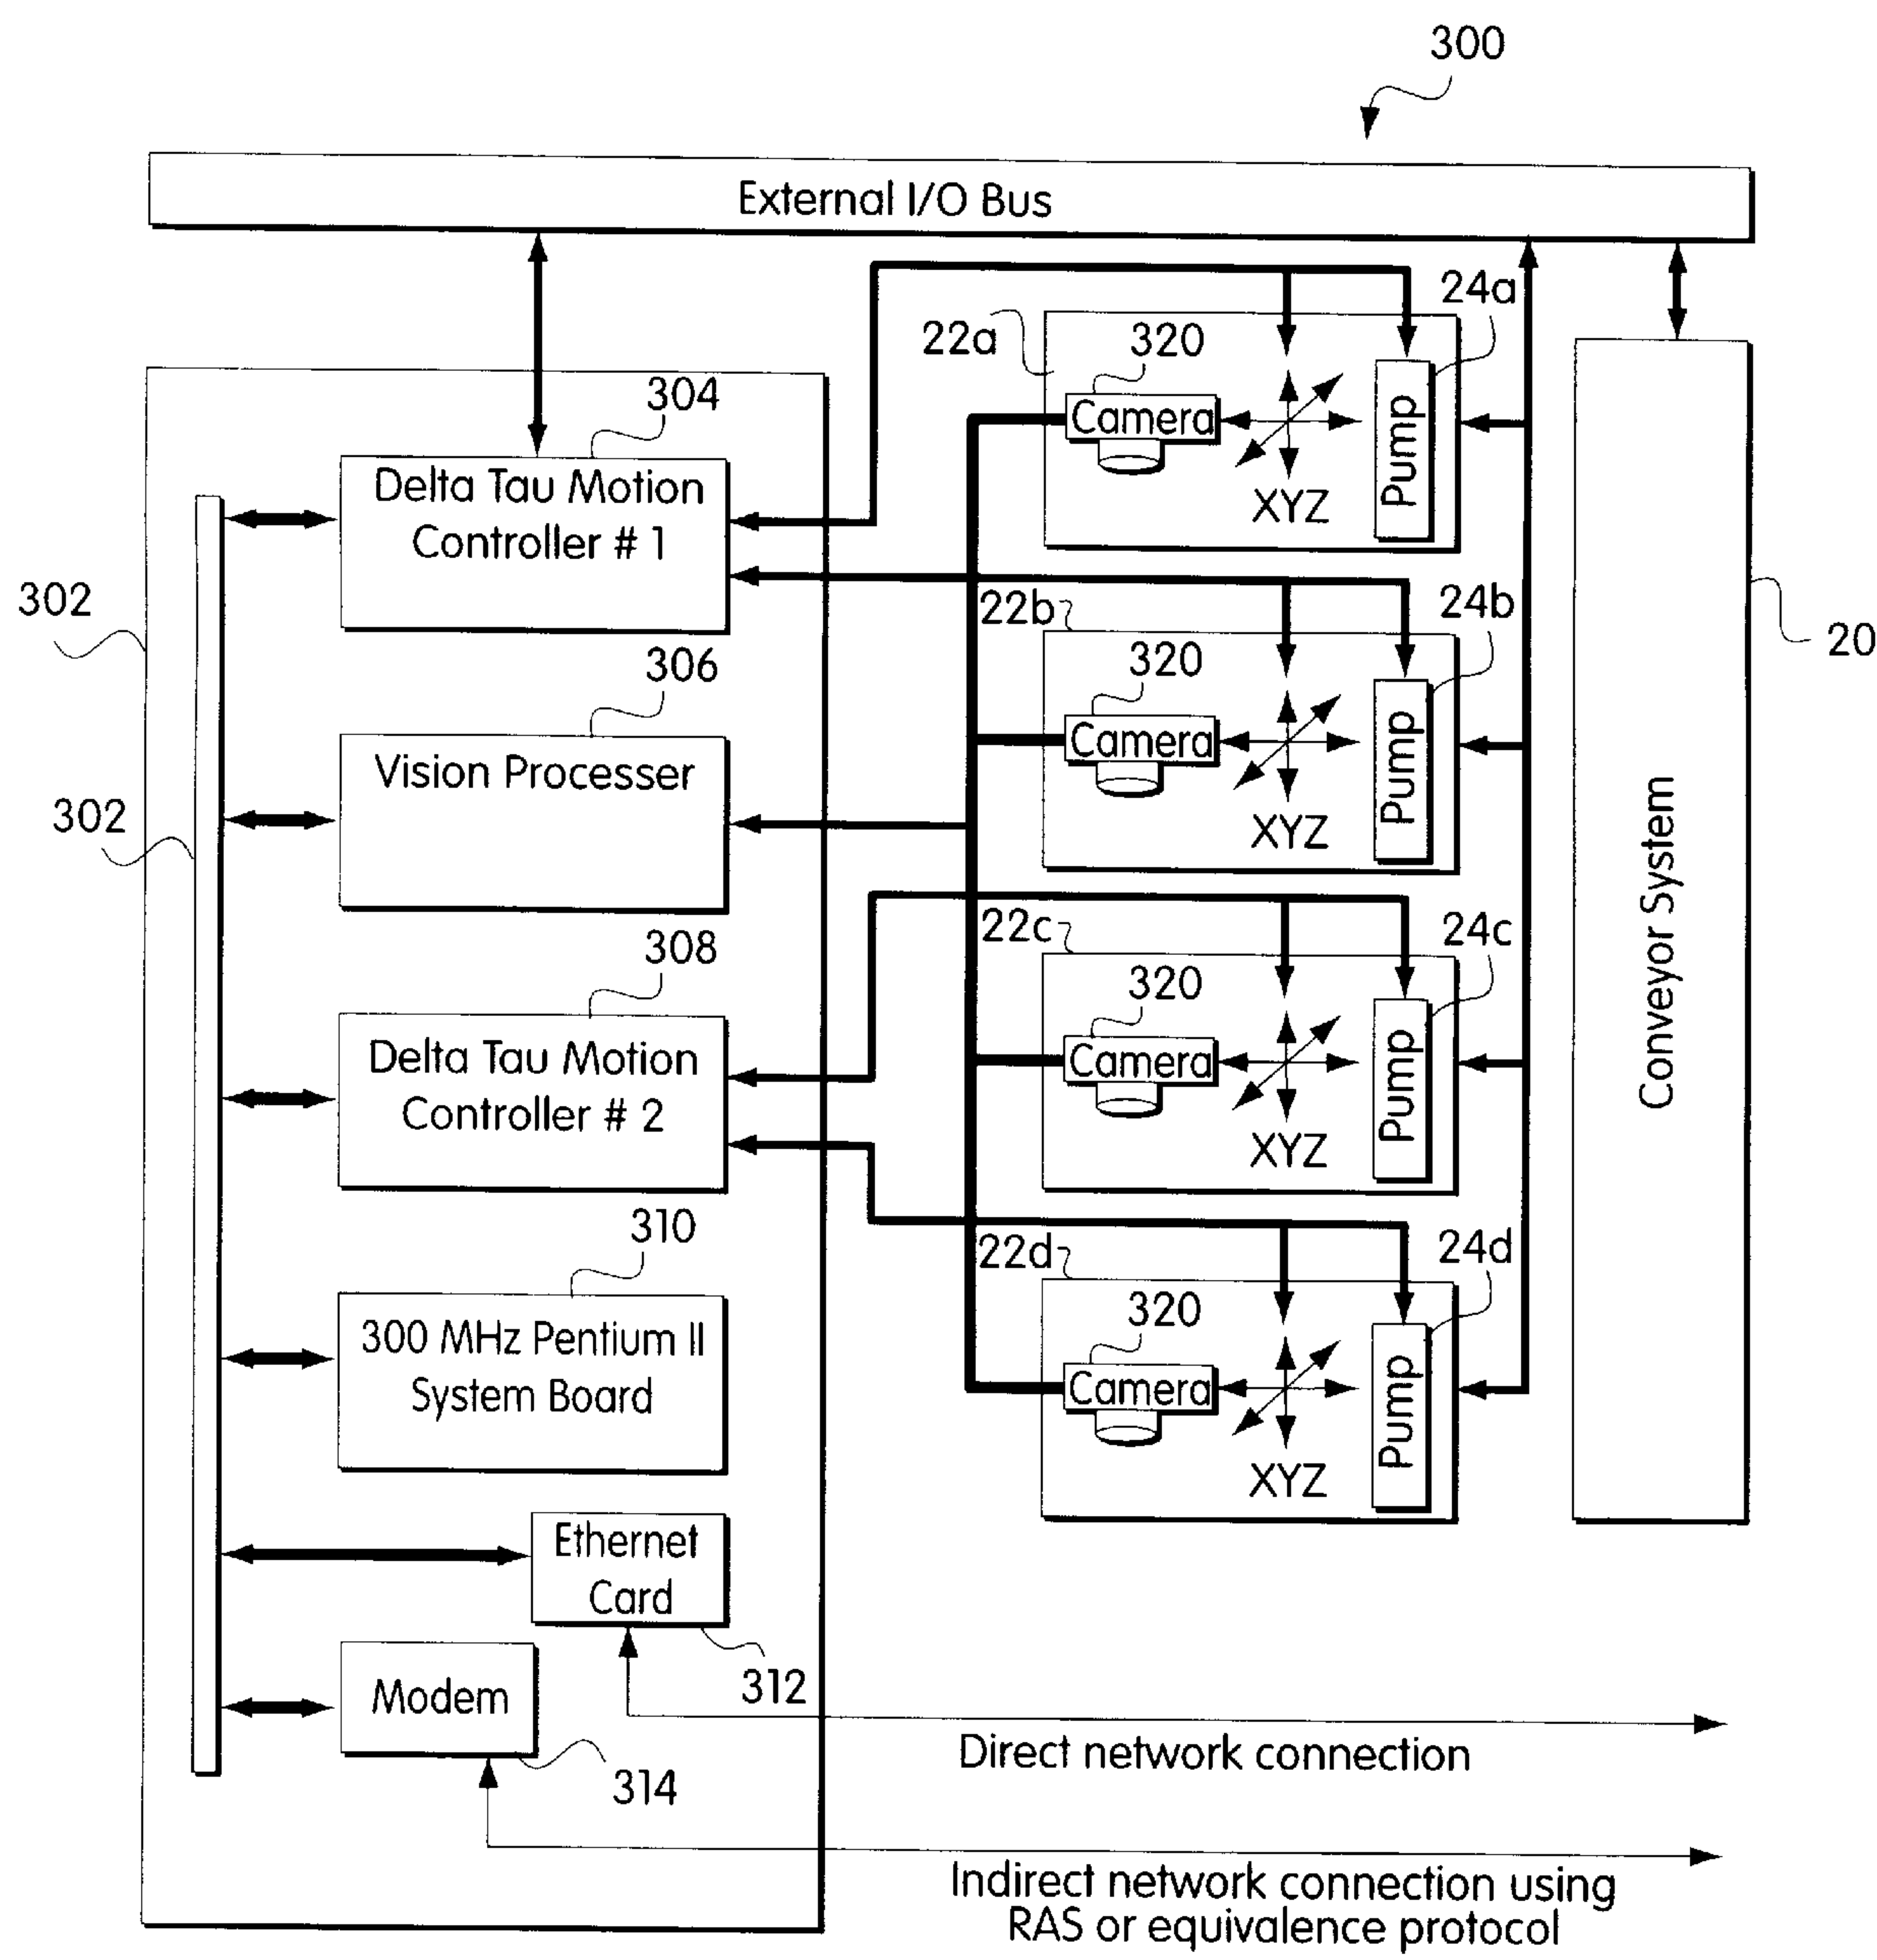 300
External I/O Bus
304
Delta Tau Motion
Controller # 1
302
306
Vision Processer
302
308
Delta Tau Motion
Controller # 2
310
300 MHz Pentium II
System Board
Ethernet
Card
312
Modem
314
22a
320
24a
Camera
XYZ
Pump
22b
320
24b
Camera
XYZ
Pump
22c
320
24c
Camera
XYZ
Pump
22d
320
24d
Camera
XYZ
Pump
Conveyor System
20
Direct network connection
Indirect network connection using
RAS or equivalence protocol